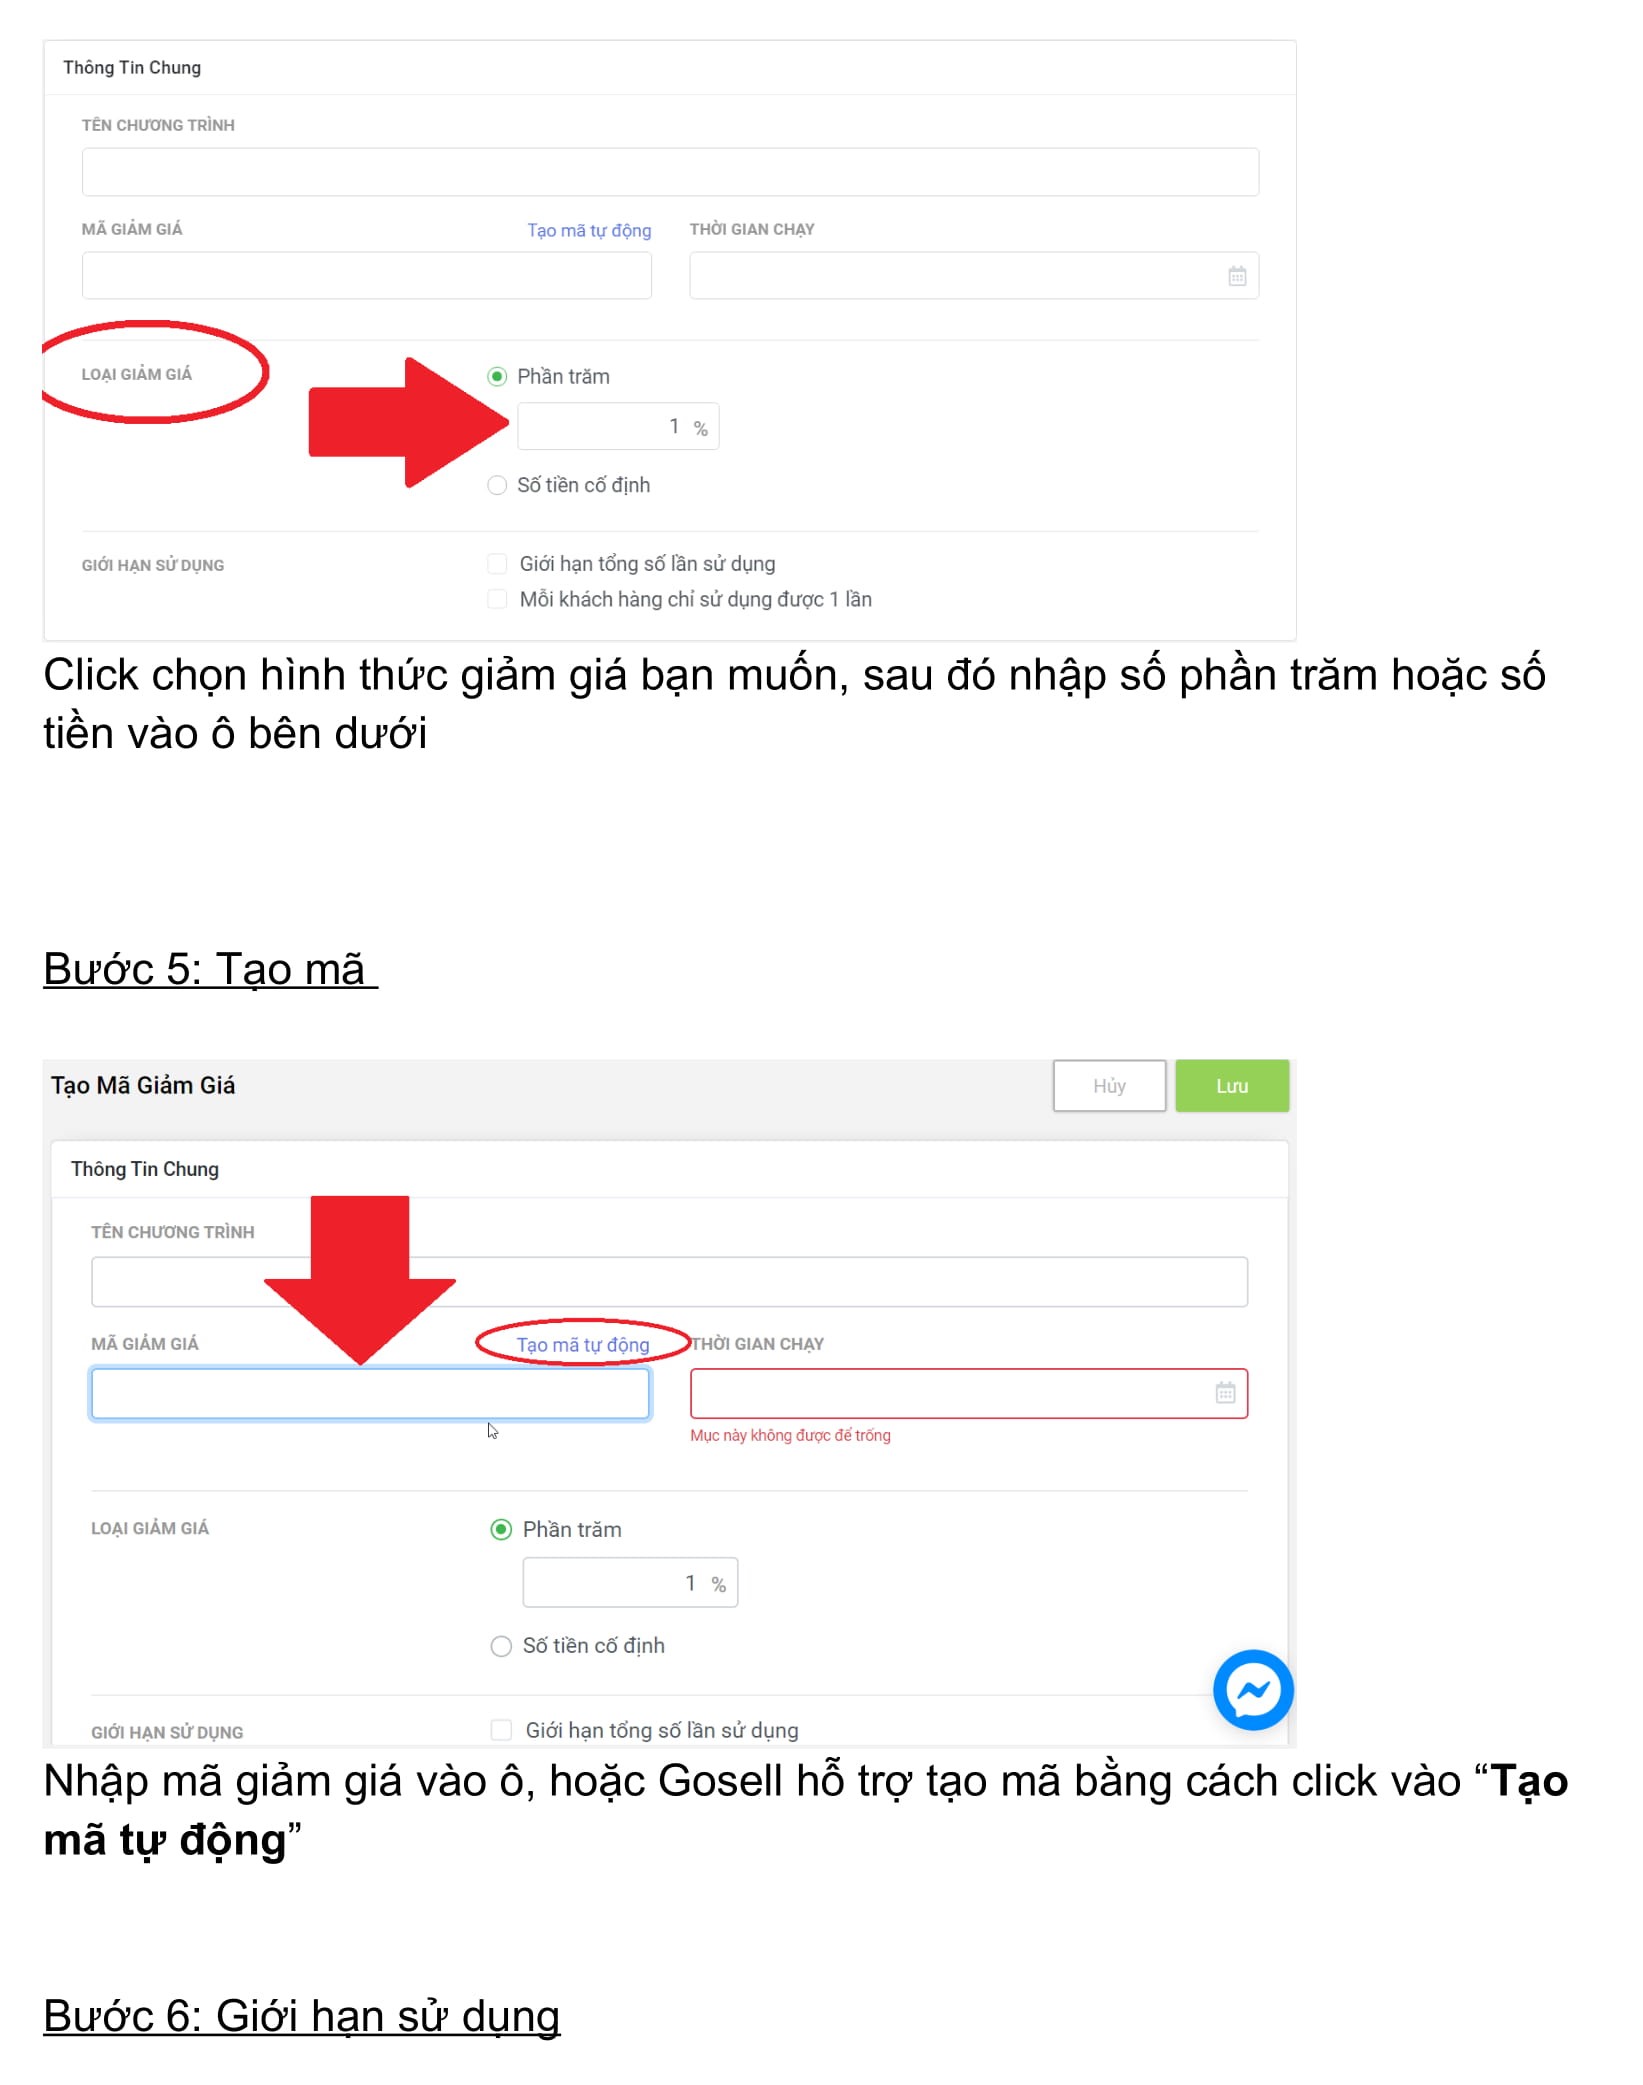 Thông Tin Chung
TÊN CHƯƠNG TRÌNH
MÃ GIẢM GIÁ
Tạo mã tự động
THỜI GIAN CHẠY
LOẠI GIẢM GIÁ
Phần trăm
1 %
Số tiền cố định
GIỚI HẠN SỬ DỤNG
Giới hạn tổng số lần sử dụng
Mỗi khách hàng chỉ sử dụng được 1 lần
Click chọn hình thức giảm giá bạn muốn, sau đó nhập số phần trăm hoặc số
tiền vào ô bên dưới
Bước 5: Tạo mã
Tạo Mã Giảm Giá
Hủy
Lưu
Thông Tin Chung
TÊN CHƯƠNG TRÌNH
MÃ GIẢM GIÁ
Tạo mã tự động
THỜI GIAN CHẠY
Mục này không được để trống
LOẠI GIẢM GIÁ
Phần trăm
1 %
Số tiền cố định
GIỚI HẠN SỬ DỤNG
Giới hạn tổng số lần sử dụng
Nhập mã giảm giá vào ô, hoặc Gosell hỗ trợ tạo mã bằng cách click vào “Tạo
mã tự động”
Bước 6: Giới hạn sử dụng